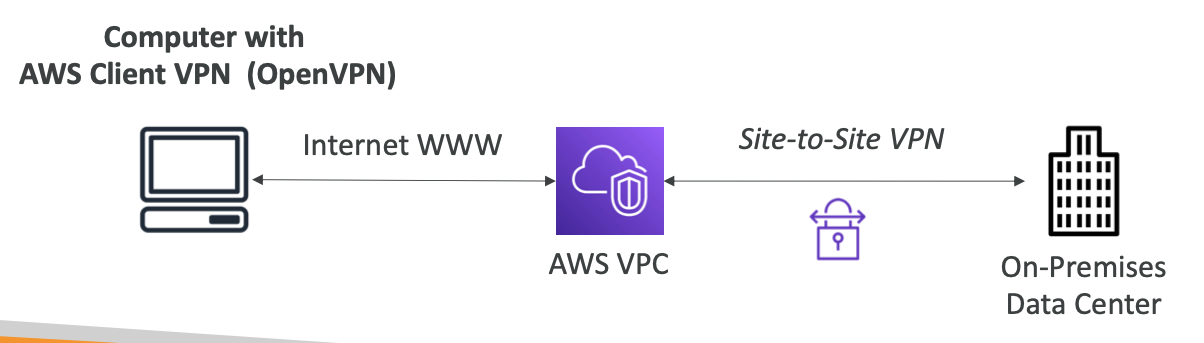 Computer with
AWS Client VPN (OpenVPN)
Internet WWW
Site-to-Site VPN
AWS VPC
On-Premises
Data Center